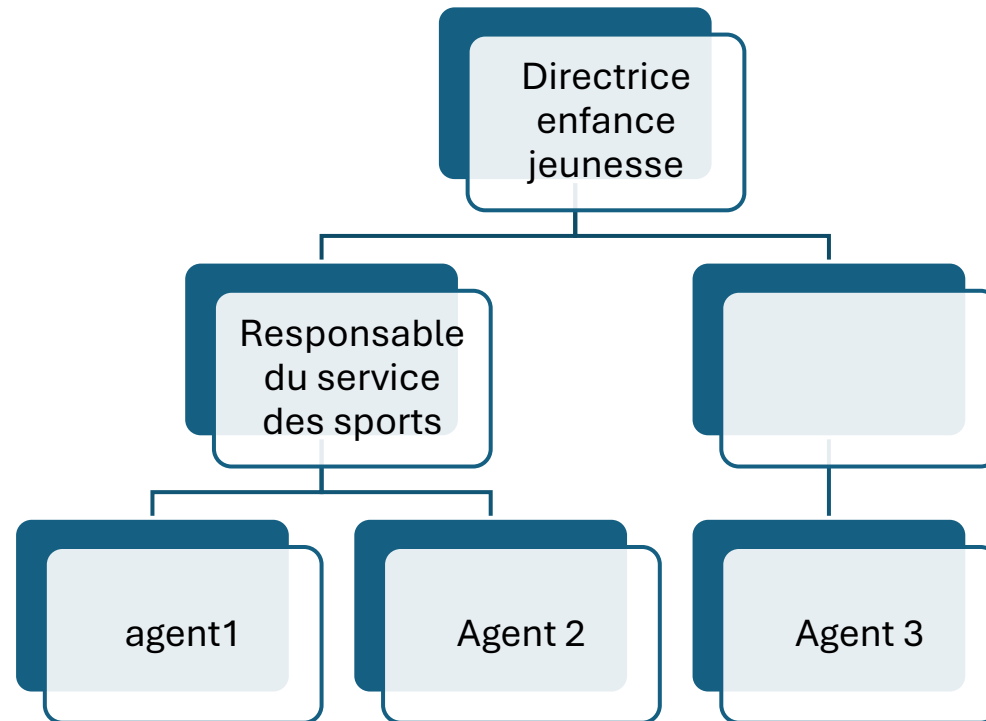 Directrice
enfance
jeunesse
Responsable
du service
des sports
agent1
Agent 2
Agent 3